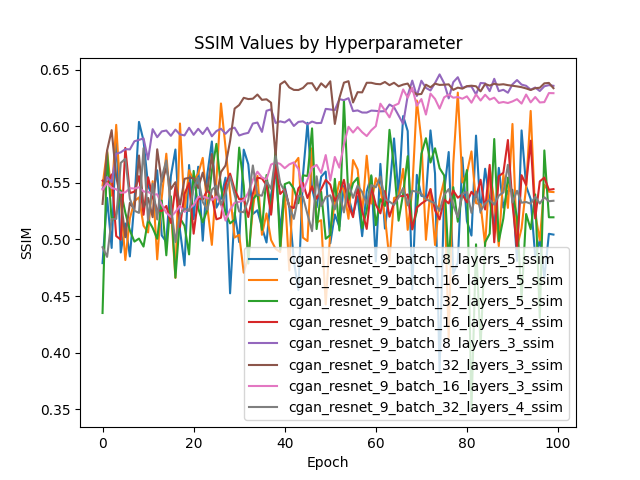 SSIM Values by Hyperparameter
0.65
0.60
0.55
0.50
0.45
0.40
0.35
SSIM
cgan_resnet_9_batch_8_layers_5_ssim
cgan_resnet_9_batch_16_layers_5_ssim
cgan_resnet_9_batch_32_layers_5_ssim
cgan_resnet_9_batch_16_layers_4_ssim
cgan_resnet_9_batch_8_layers_3_ssim
cgan_resnet_9_batch_32_layers_3_ssim
cgan_resnet_9_batch_16_layers_3_ssim
cgan_resnet_9_batch_32_layers_4_ssim
0 20 40 60 80 100
Epoch